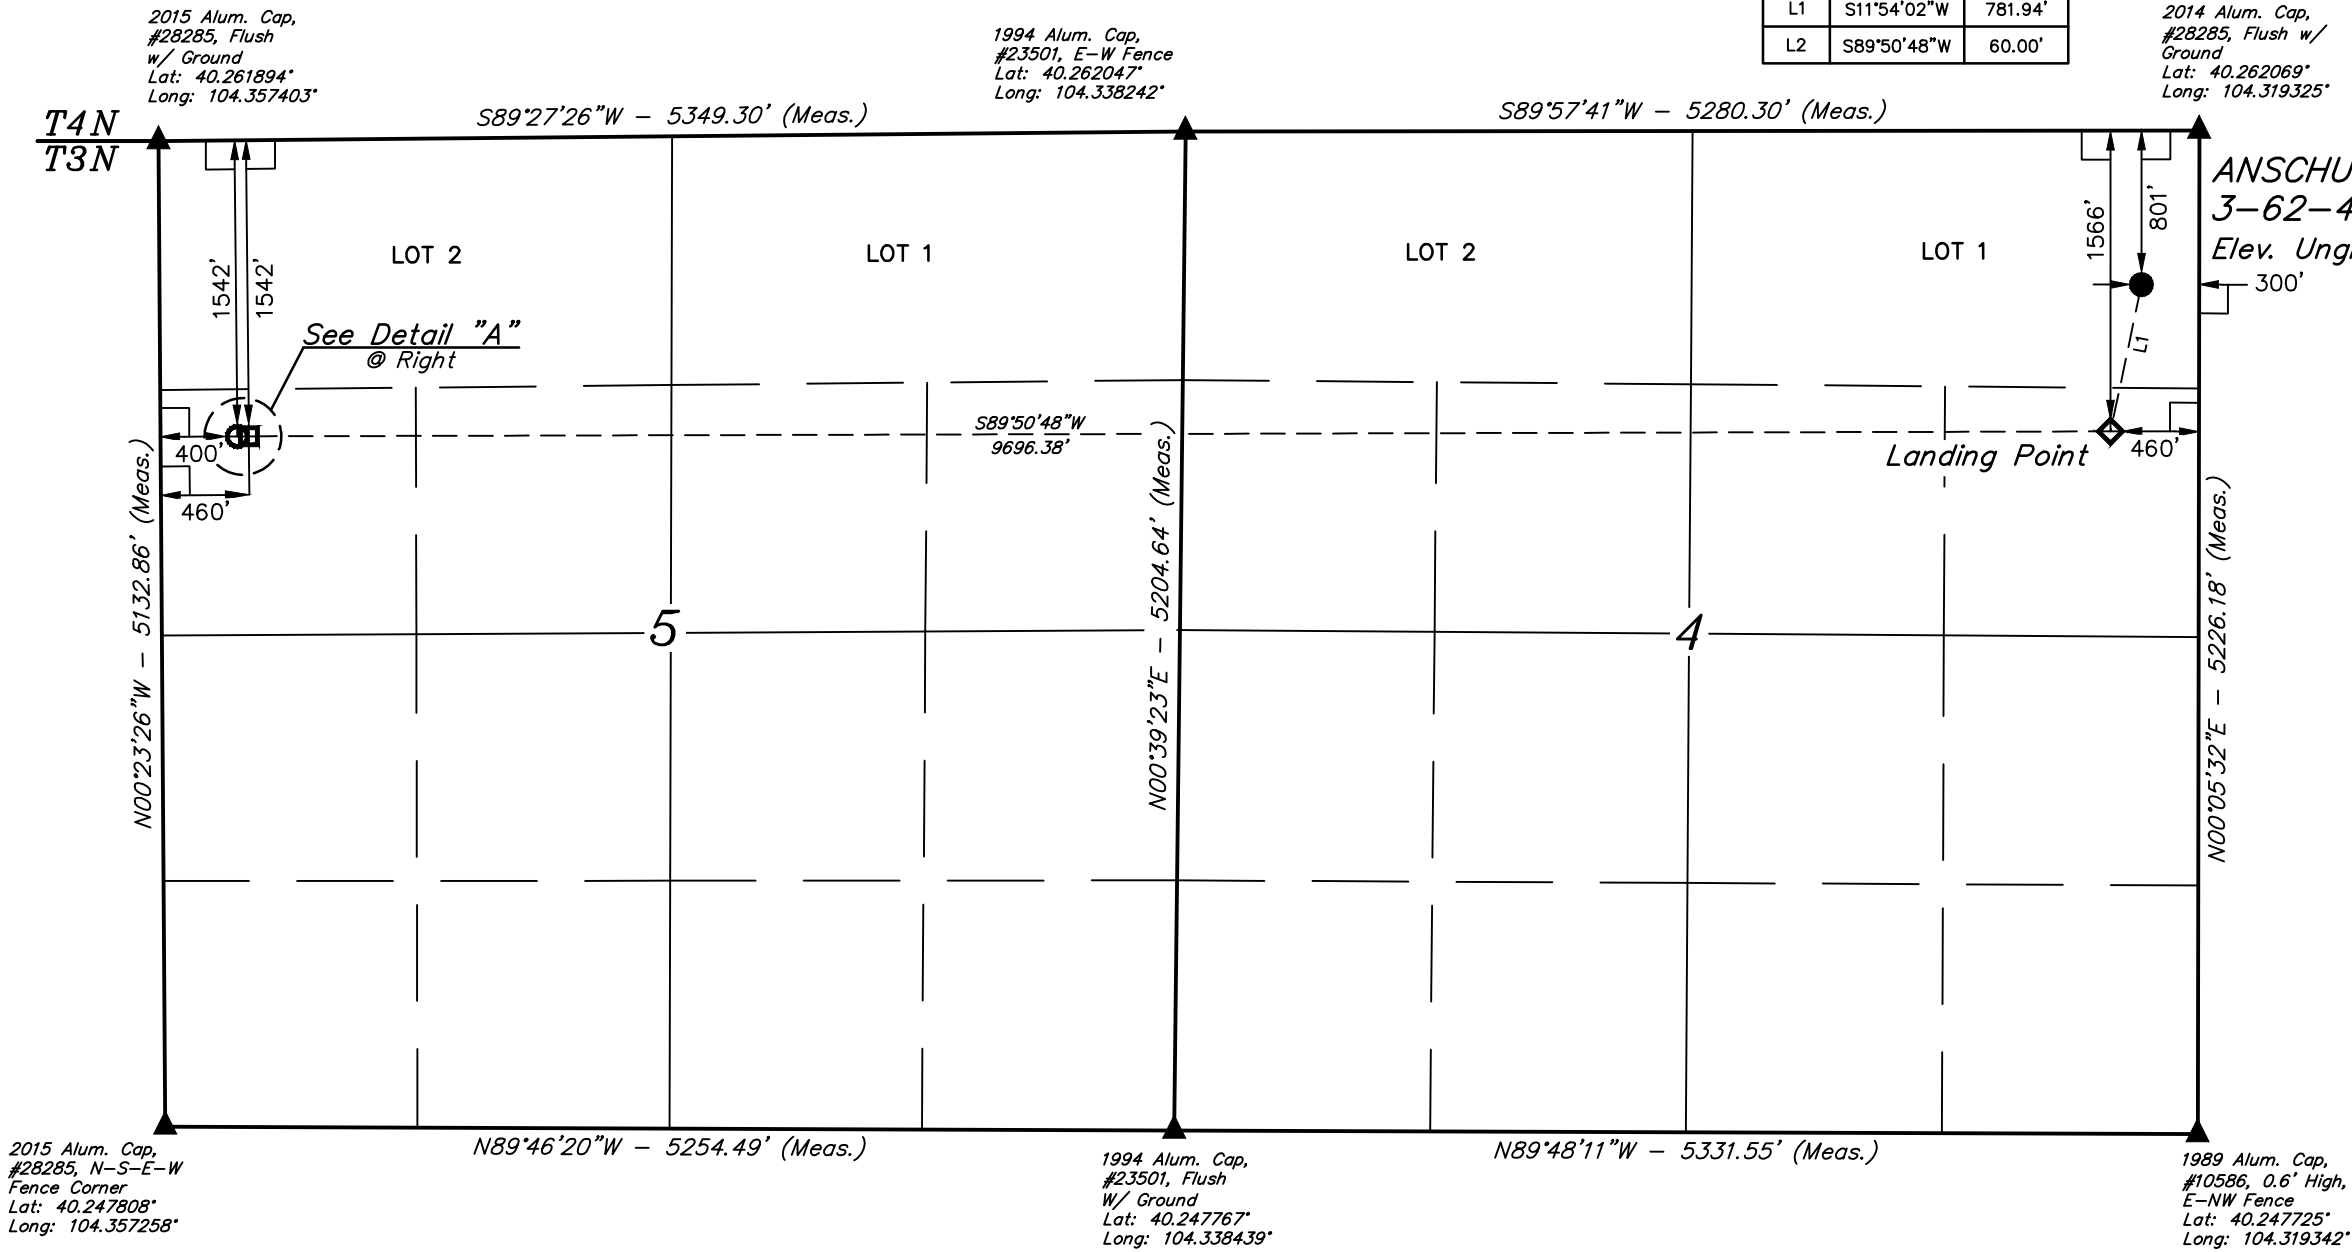 2015 Alum. Cap,
#28285, Flush
w/ Ground
Lat: 40.261894°
Long: 104.357403°
1994 Alum. Cap,
#23501, E-W Fence
Lat: 40.262047°
Long: 104.338242°
L1 S11°54'02"W 781.94'
L2 S89°50'48"W 60.00'
2014 Alum. Cap,
#28285, Flush w/
Ground
Lat: 40.262069°
Long: 104.319325°
T4N
T3N
S89°27'26"W - 5349.30' (Meas.)
S89°57'41"W - 5280.30' (Meas.)
ANSCHU
3-62-4
Elev. Ung
300'
LOT 2
LOT 1
LOT 2
LOT 1
1542'
1542'
1566'
801'
L1
See Detail "A"
@ Right
400'
460'
S89°50'48"W
9696.38'
Landing Point
460'
N00°23'26"W - 5132.86' (Meas.)
N00°39'23"E - 5204.64' (Meas.)
N00°05'32"E - 5226.18' (Meas.)
5
4
N89°46'20"W - 5254.49' (Meas.)
N89°48'11"W - 5331.55' (Meas.)
2015 Alum. Cap,
#28285, N-S-E-W
Fence Corner
Lat: 40.247808°
Long: 104.357258°
1994 Alum. Cap,
#23501, Flush
W/ Ground
Lat: 40.247767°
Long: 104.338439°
1989 Alum. Cap,
#10586, 0.6' High,
E-NW Fence
Lat: 40.247725°
Long: 104.319342°